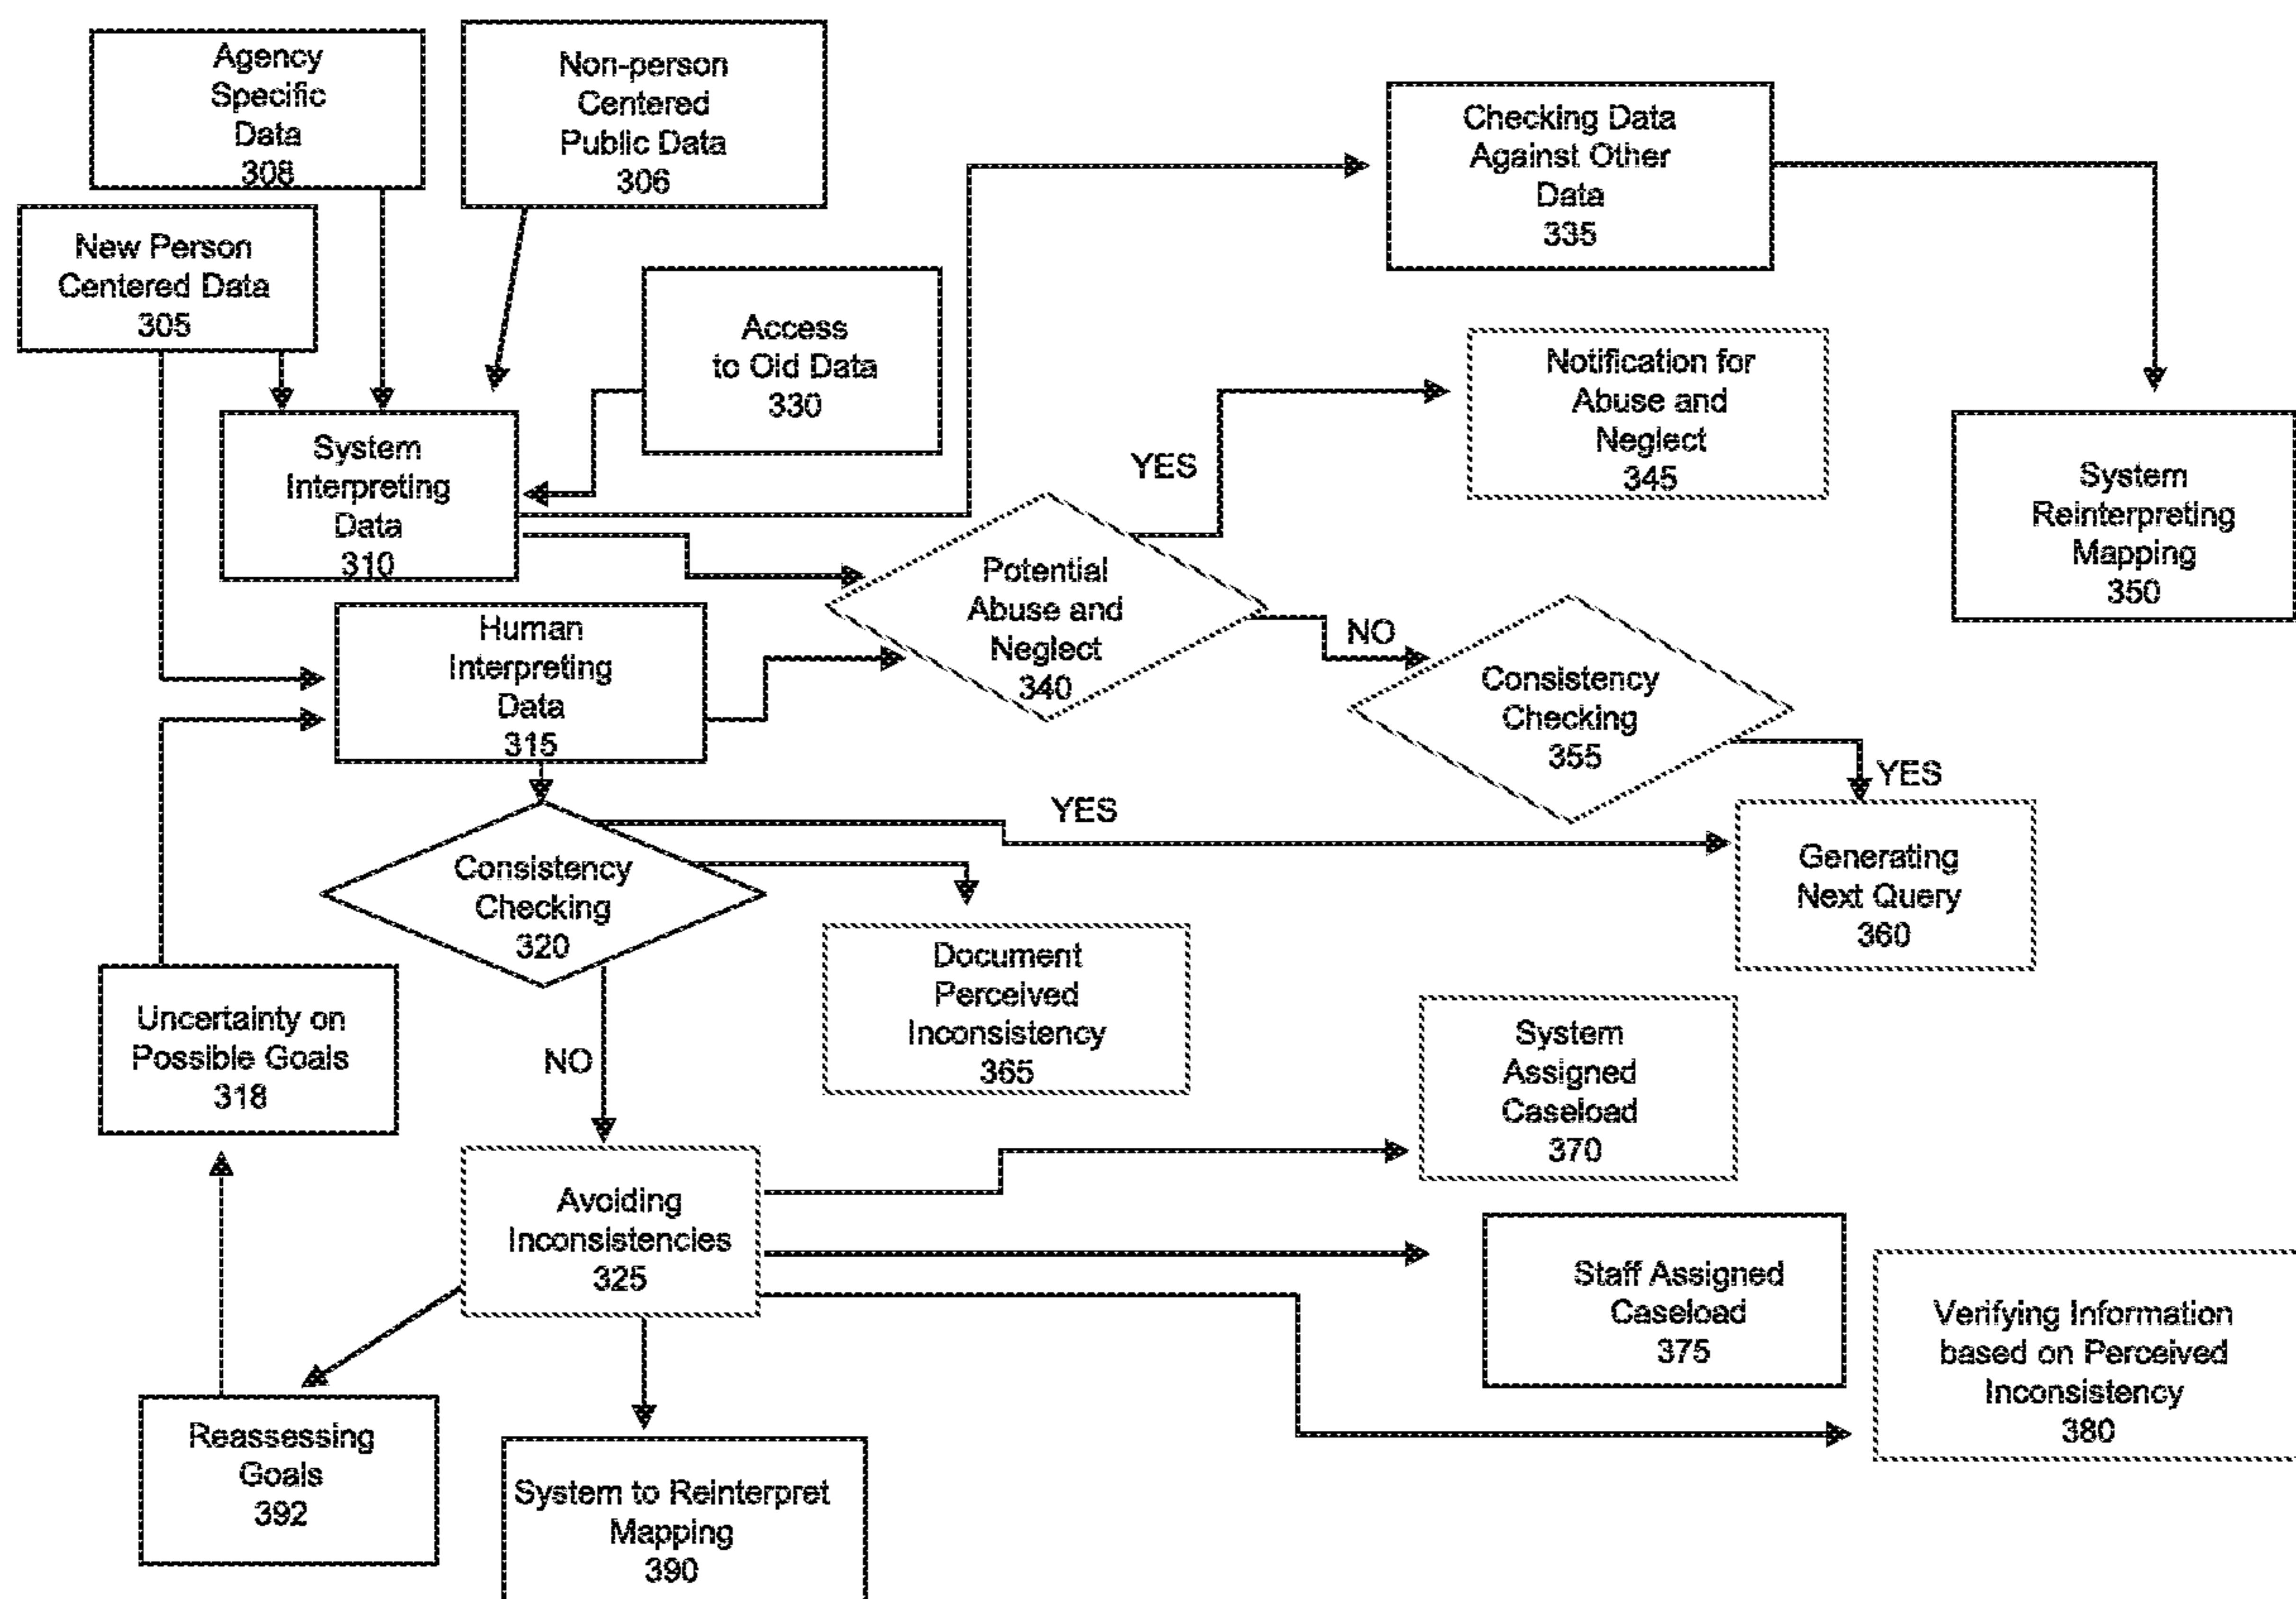 Agency
Specific
Data
308
Non-person
Centered
Public Data
306
New Person
Centered Data
305
Access
to Old Data
330
Checking Data
Against Other
Data
335
Notification for
Abuse and
Neglect
345
System
Interpreting
Data
310
YES
System
Reinterpreting
Mapping
350
Potential
Abuse and
Neglect
340
NO
Human
Interpreting
Data
315
Consistency
Checking
355
YES
Consistency
Checking
320
YES
Generating
Next Query
360
Document
Perceived
Inconsistency
365
Uncertainty on
Possible Goals
318
NO
System
Assigned
Caseload
370
Avoiding
Inconsistencies
325
Staff Assigned
Caseload
375
Verifying Information
based on Perceived
Inconsistency
380
Reassessing
Goals
392
System to Reinterpret
Mapping
390